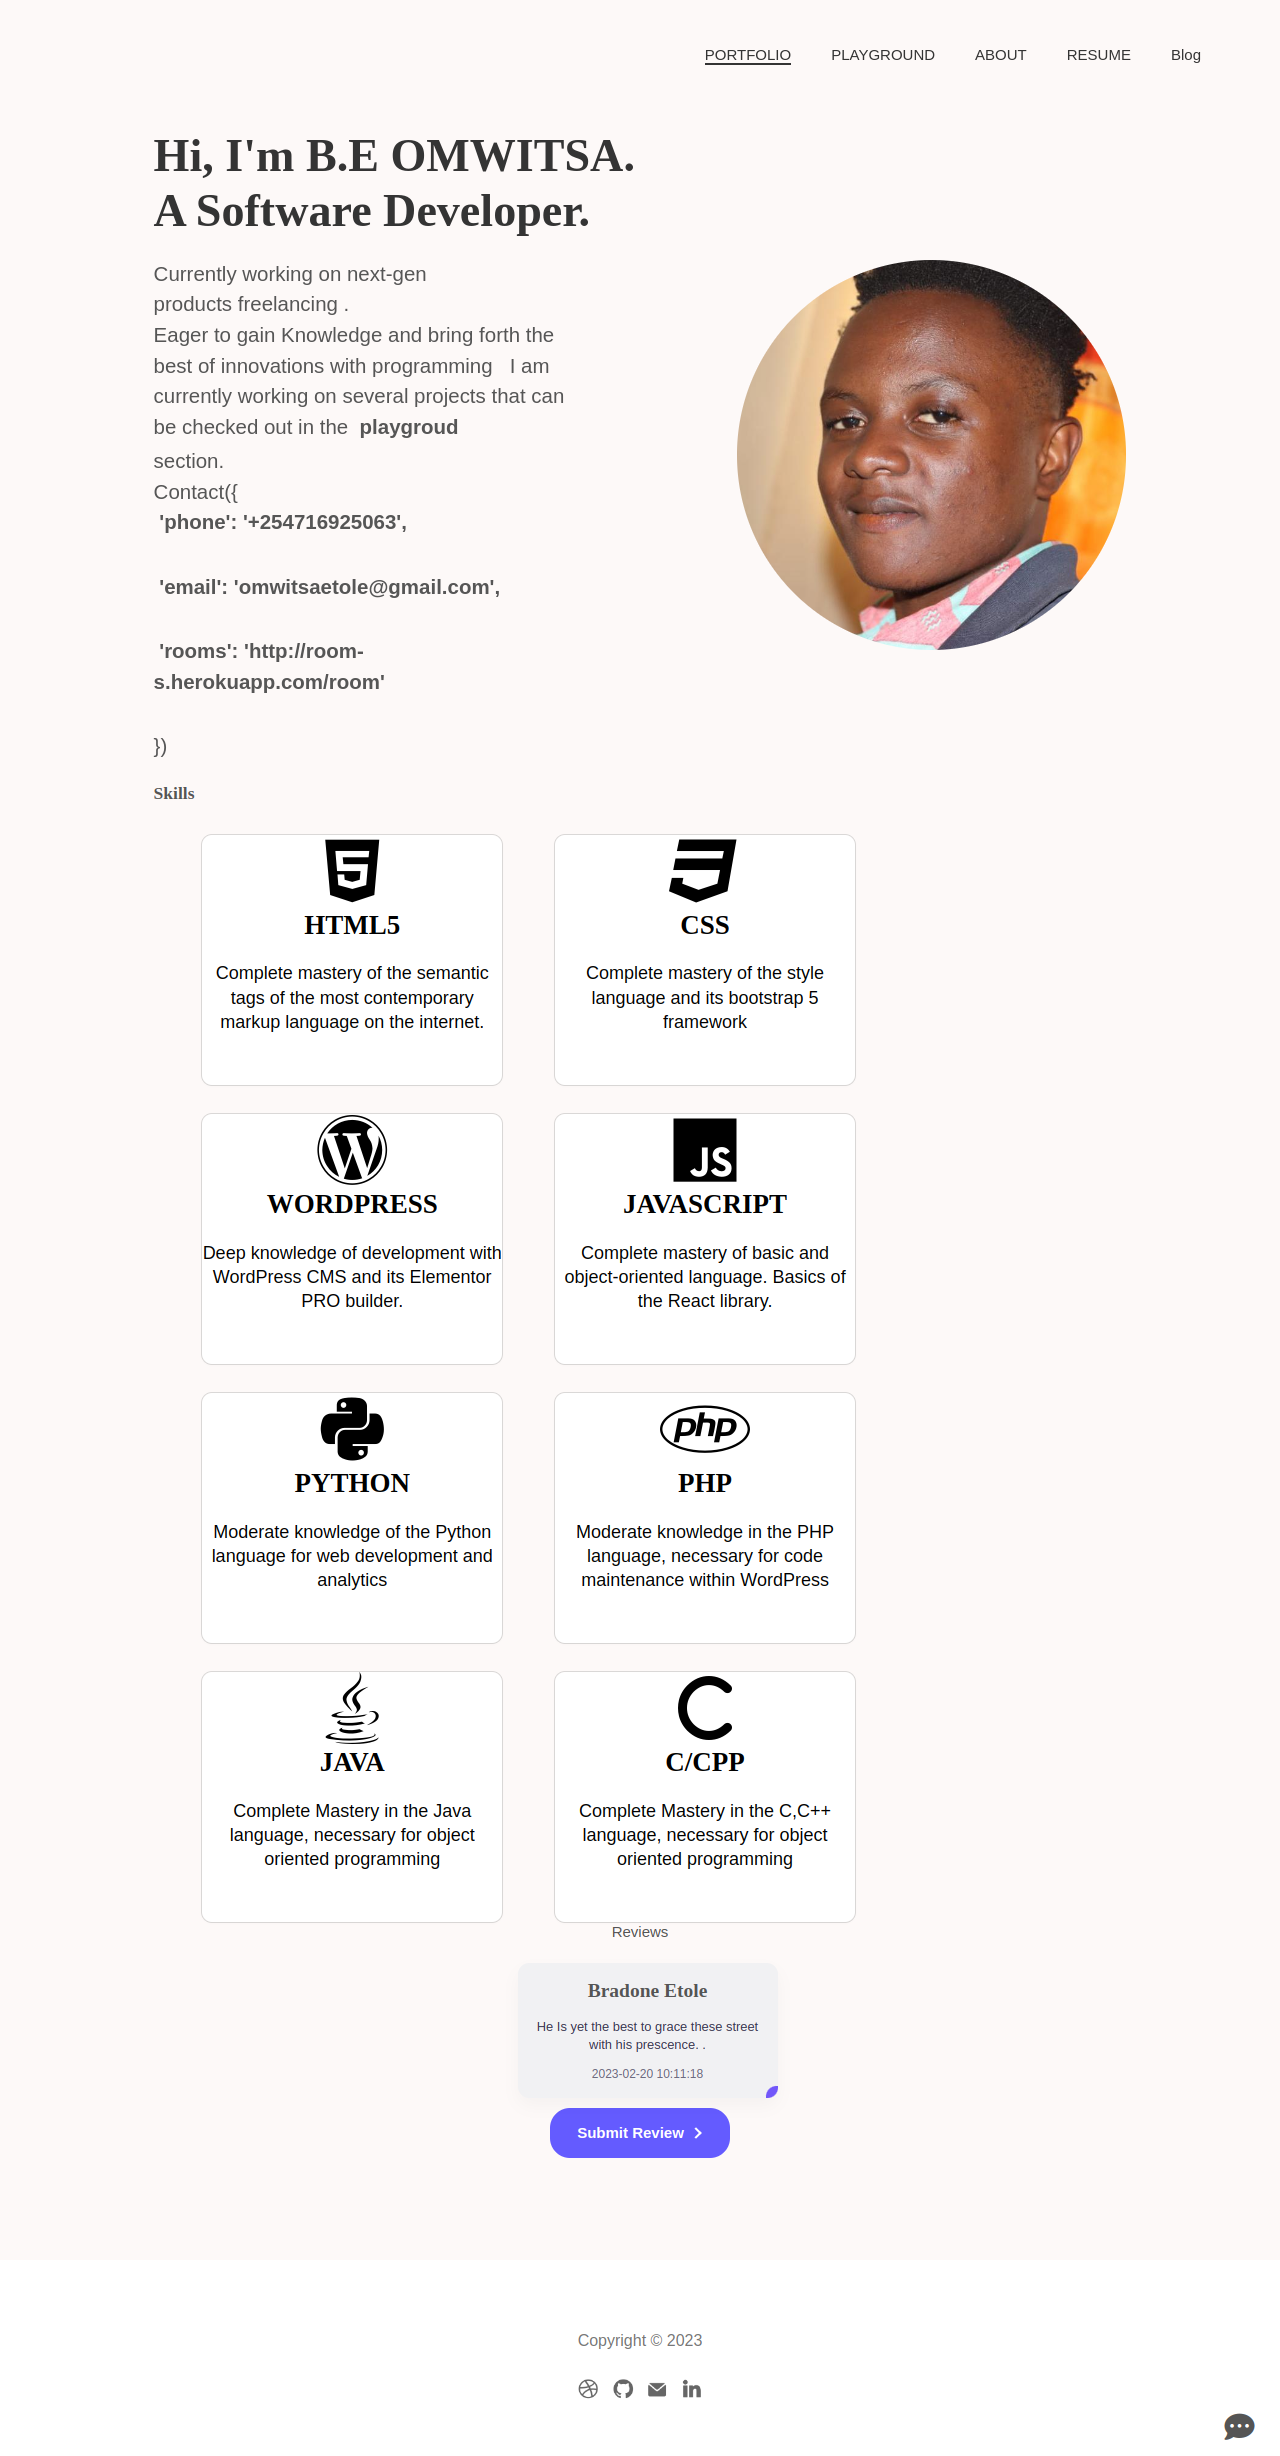 PORTFOLIO PLAYGROUND ABOUT RESUME Blog
Hi, I'm B.E OMWITSA.
A Software Developer.
Currently working on next-gen
products freelancing .
Eager to gain Knowledge and bring forth the
best of innovations with programming I am
currently working on several projects that can
be checked out in the playgroud
section.
Contact({
'phone': '+254716925063',
'email': 'omwitsaetole@gmail.com',
'rooms': 'http://room-
s.herokuapp.com/room'
})
Skills
HTML5
Complete mastery of the semantic
tags of the most contemporary
markup language on the internet.
CSS
Complete mastery of the style
language and its bootstrap 5
framework
WORDPRESS
Deep knowledge of development with
WordPress CMS and its Elementor
PRO builder.
JS
JAVASCRIPT
Complete mastery of basic and
object-oriented language. Basics of
the React library.
PYTHON
Moderate knowledge of the Python
language for web development and
analytics
php
PHP
Moderate knowledge in the PHP
language, necessary for code
maintenance within WordPress
JAVA
Complete Mastery in the Java
language, necessary for object
oriented programming
C
C/CPP
Complete Mastery in the C,C++
language, necessary for object
oriented programming
Reviews
Bradone Etole
He Is yet the best to grace these street
with his prescence. .
2023-02-20 10:11:18
Submit Review
Copyright © 2023